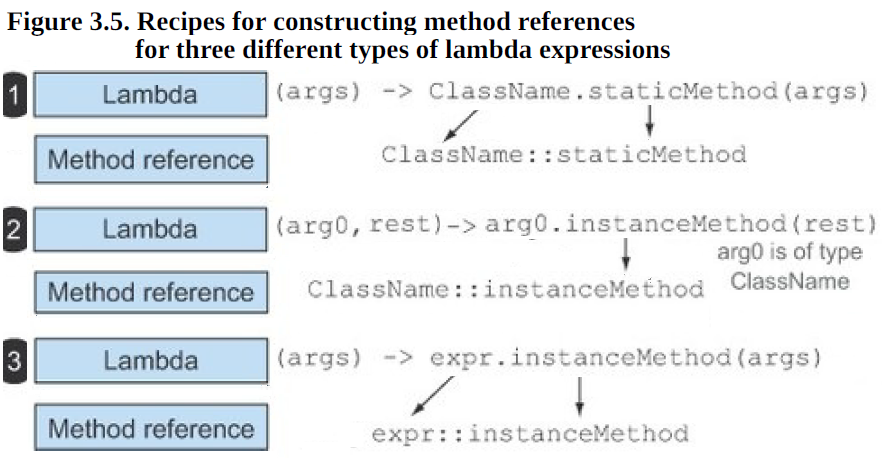 Figure 3.5. Recipes for constructing method references
for three different types of lambda expressions
1 Lambda (args) -> ClassName.staticMethod(args)
Method reference ClassName::staticMethod
2 Lambda (arg0, rest)-> arg0.instanceMethod(rest)
arg0 is of type
Method reference ClassName::instanceMethod ClassName
3 Lambda (args) -> expr.instanceMethod(args)
Method reference expr::instanceMethod